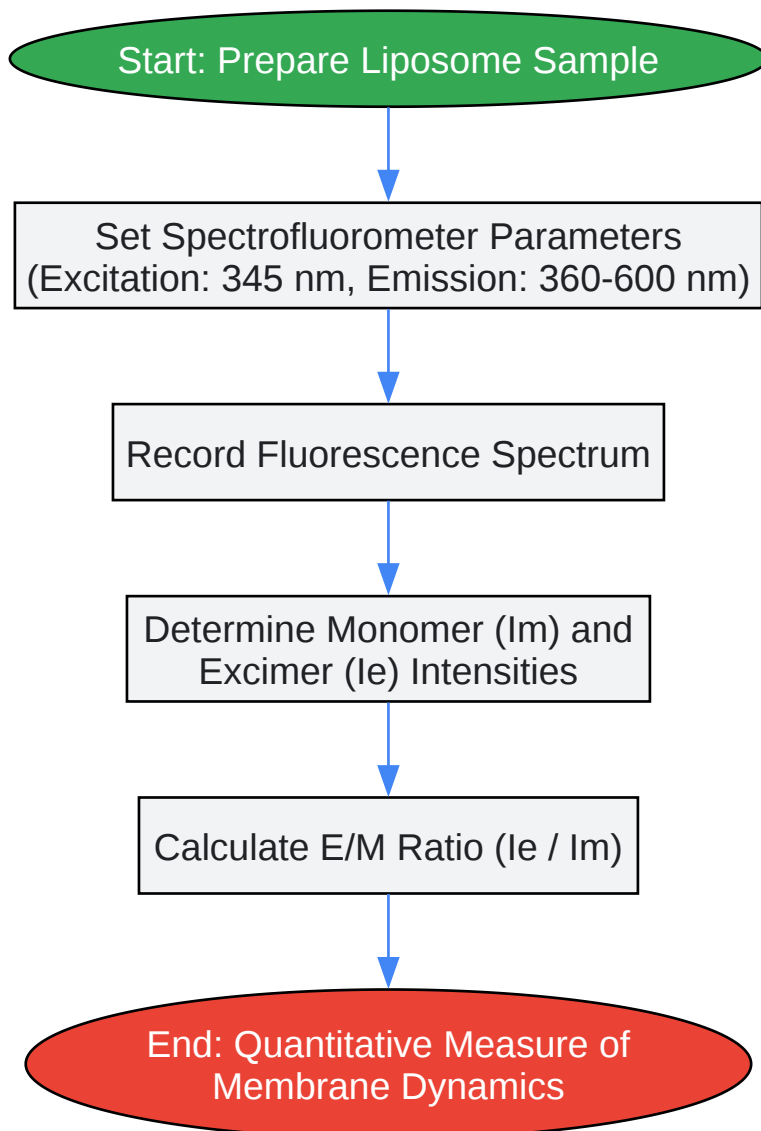 Start: Prepare Liposome Sample
Set Spectrofluorometer Parameters
(Excitation: 345 nm, Emission: 360-600 nm)
Record Fluorescence Spectrum
Determine Monomer (Im) and
Excimer (Ie) Intensities
Calculate E/M Ratio (Ie / Im)
End: Quantitative Measure of
Membrane Dynamics